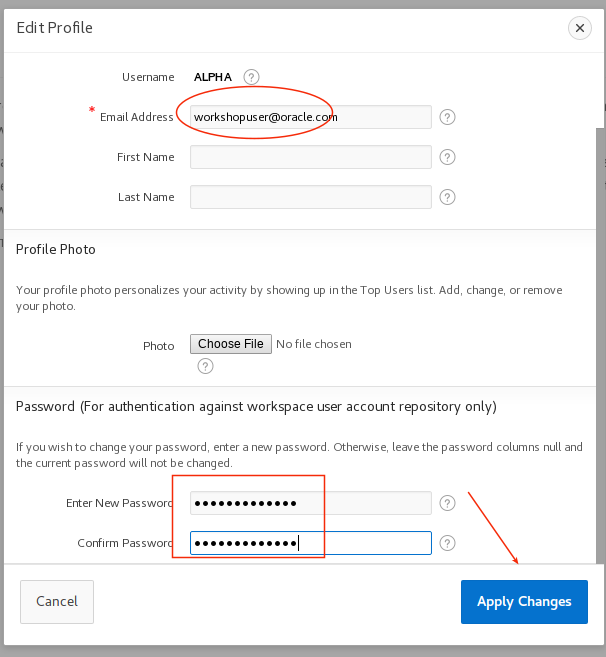 Edit Profile
Username ALPHA ?
* Email Address workshopuser@oracle.com ?
First Name ?
Last Name ?
Profile Photo
Your profile photo personalizes your activity by showing up in the Top Users list. Add, change, or remove
your photo.
Photo Choose File No file chosen
?
Password (For authentication against workspace user account repository only)
If you wish to change your password, enter a new password. Otherwise, leave the password columns null and
the current password will not be changed.
Enter New Password ••••••••••••• ?
Confirm Password ••••••••••••• ?
Cancel Apply Changes